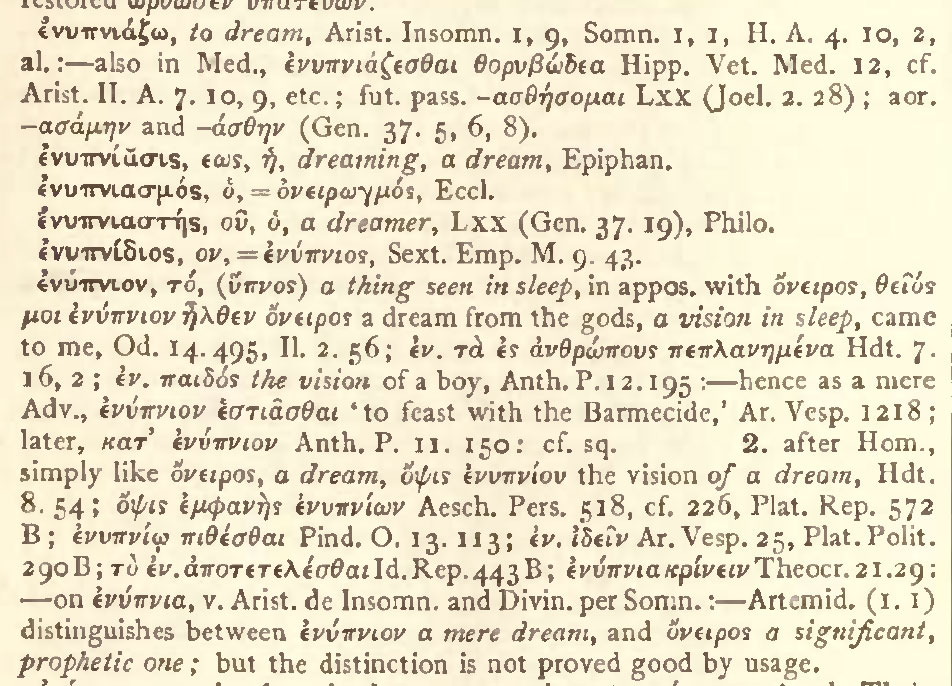 restored ὠρθωσεν ὑπατεύων.
ἐνυπνιάζω, to dream, Arist. Insomn. 1, 9, Somn. 1, 1, H. A. 4. 10, 2,
al. :—also in Med., ἐνυπνιάζεσθαι θορυβώδεα Hipp. Vet. Med. 12, cf.
Arist. H. A. 7. 10, 9, etc. ; fut. pass. -ασθήσομαι Lxx (Joel. 2. 28) ; aor.
-ασάμην and -άσθην (Gen. 37. 5, 6, 8).
ἐνυπνίᾰσις, εως, ἡ, dreaming, a dream, Epiphan.
ἐνυπνιασμός, ὁ, = ὀνειρωγμός, Eccl.
ἐνυπνιαστής, οῦ, ὁ, a dreamer, Lxx (Gen. 37. 19), Philo.
ἐνυπνίδιος, ον, = ἐνύπνιος, Sext. Emp. M. 9. 43.
ἐνύπνιον, τό, (ὕπνος) a thing seen in sleep, in appos. with ὄνειρος, θεῖός
μοι ἐνύπνιον ἦλθεν ὄνειρος a dream from the gods, a vision in sleep, came
to me, Od. 14. 495, Il. 2. 56 ; ἐν. τὰ ἐς ἀνθρώπους πεπλανημένα Hdt. 7.
16, 2 ; ἐν. παιδός the vision of a boy, Anth. P. 12. 195 :—hence as a mere
Adv., ἐνύπνιον ἑστιᾶσθαι ‘to feast with the Barmecide,’ Ar. Vesp. 1218 ;
later, κατ’ ἐνύπνιον Anth. P. 11. 150 : cf. sq. 2. after Hom.,
simply like ὄνειρος, a dream, ὄψις ἐνυπνίου the vision of a dream, Hdt.
8. 54 ; ὄψις ἐμφανὴς ἐνυπνίων Aesch. Pers. 518, cf. 226, Plat. Rep. 572
B ; ἐνυπνίῳ πιθέσθαι Pind. O. 13. 113 ; ἐν. ἰδεῖν Ar. Vesp. 25, Plat. Polit.
290 B ; τὸ ἐν. ἀποτετελέσθαι Id. Rep. 443 B ; ἐνύπνια κρίνειν Theocr. 21. 29 :
—on ἐνύπνια, v. Arist. de Insomn. and Divin. per Somn. :—Artemid. (1. 1)
distinguishes between ἐνύπνιον a mere dream, and ὄνειρος a significant,
prophetic one ; but the distinction is not proved good by usage.